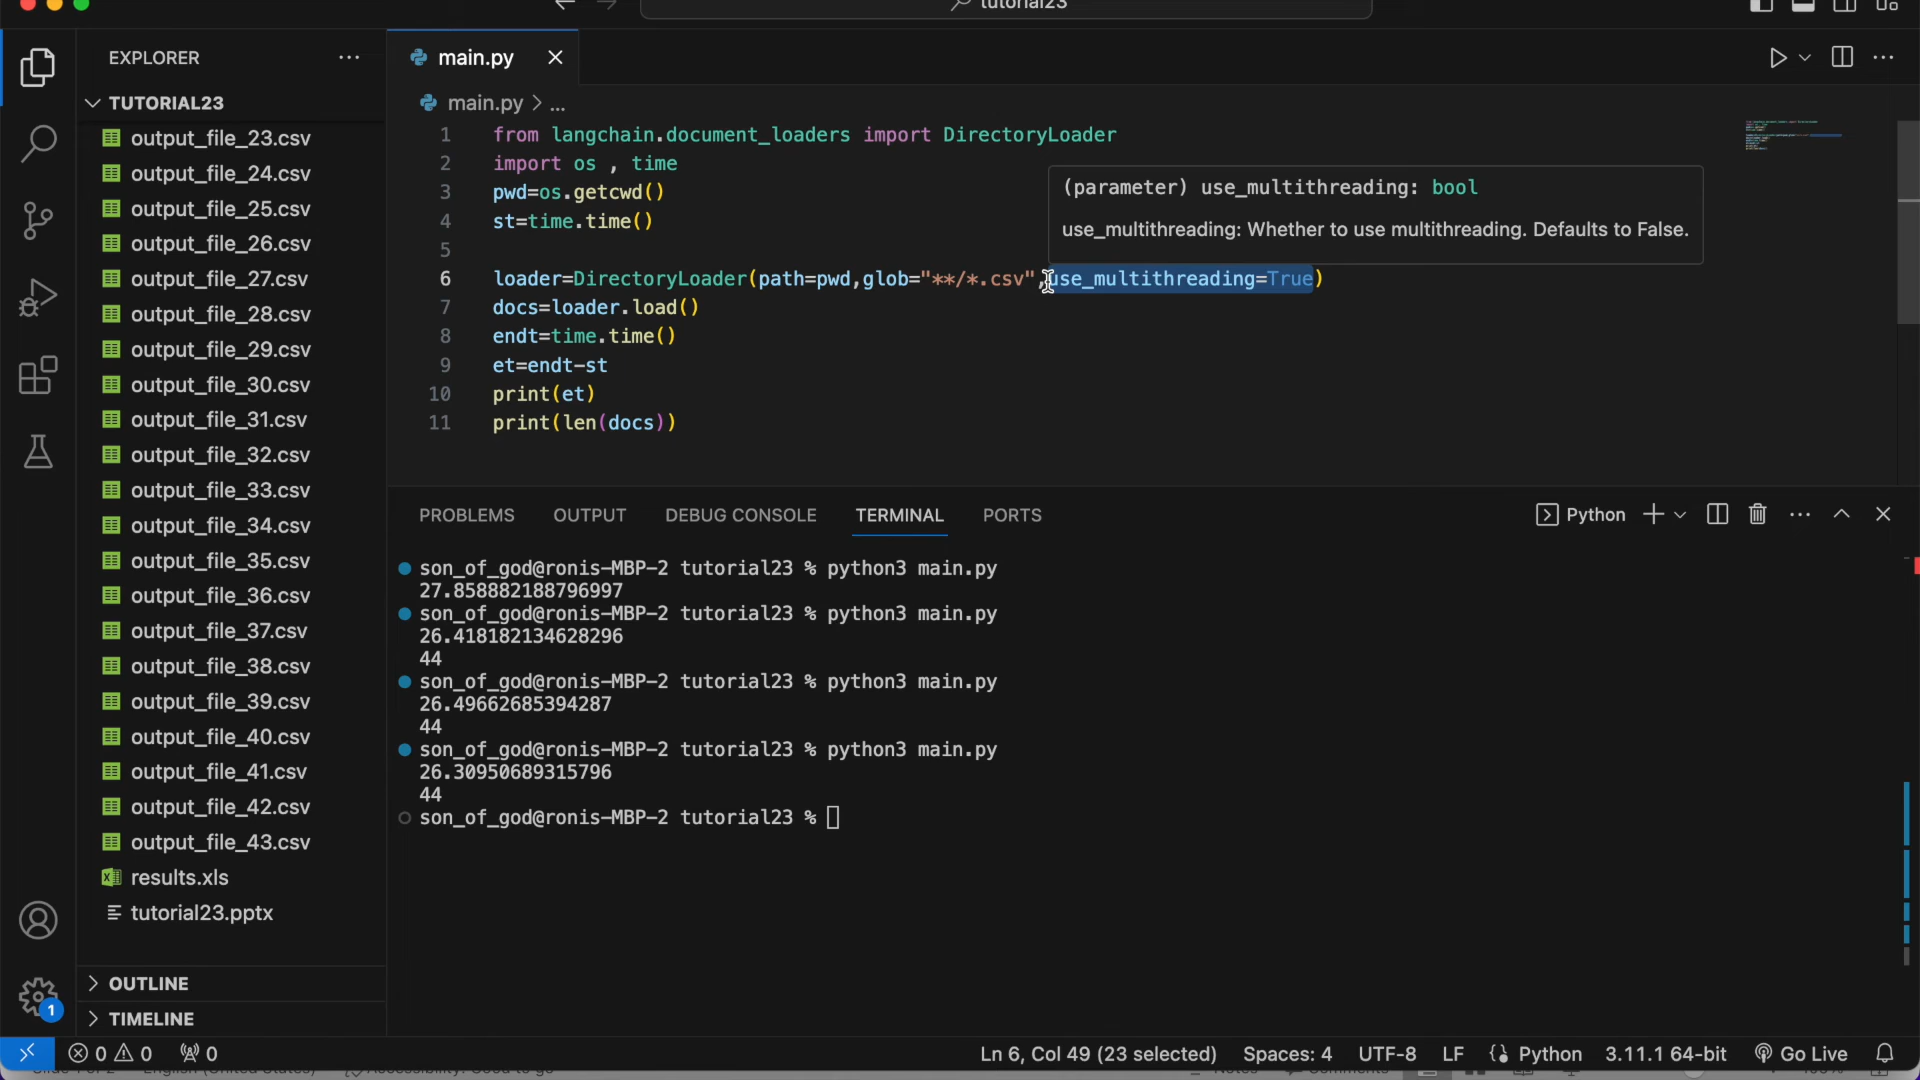 tutorial23
EXPLORER
TUTORIAL23
output_file_23.csv
output_file_24.csv
output_file_25.csv
output_file_26.csv
output_file_27.csv
output_file_28.csv
output_file_29.csv
output_file_30.csv
output_file_31.csv
output_file_32.csv
output_file_33.csv
output_file_34.csv
output_file_35.csv
output_file_36.csv
output_file_37.csv
output_file_38.csv
output_file_39.csv
output_file_40.csv
output_file_41.csv
output_file_42.csv
output_file_43.csv
results.xls
tutorial23.pptx
OUTLINE
TIMELINE
1
main.py
main.py > ...
1 from langchain.document_loaders import DirectoryLoader
2 import os , time
3 pwd=os.getcwd()
4 st=time.time()
5
6 loader=DirectoryLoader(path=pwd,glob="**/*.csv",use_multithreading=True)
7 docs=loader.load()
8 endt=time.time()
9 et=endt-st
10 print(et)
11 print(len(docs))
(parameter) use_multithreading: bool
use_multithreading: Whether to use multithreading. Defaults to False.
PROBLEMS OUTPUT DEBUG CONSOLE TERMINAL PORTS Python
son_of_god@ronis-MBP-2 tutorial23 % python3 main.py
27.858882188796997
son_of_god@ronis-MBP-2 tutorial23 % python3 main.py
26.418182134628296
44
son_of_god@ronis-MBP-2 tutorial23 % python3 main.py
26.49662685394287
44
son_of_god@ronis-MBP-2 tutorial23 % python3 main.py
26.30950689315796
44
son_of_god@ronis-MBP-2 tutorial23 %
0 0 0 Ln 6, Col 49 (23 selected) Spaces: 4 UTF-8 LF Python 3.11.1 64-bit Go Live